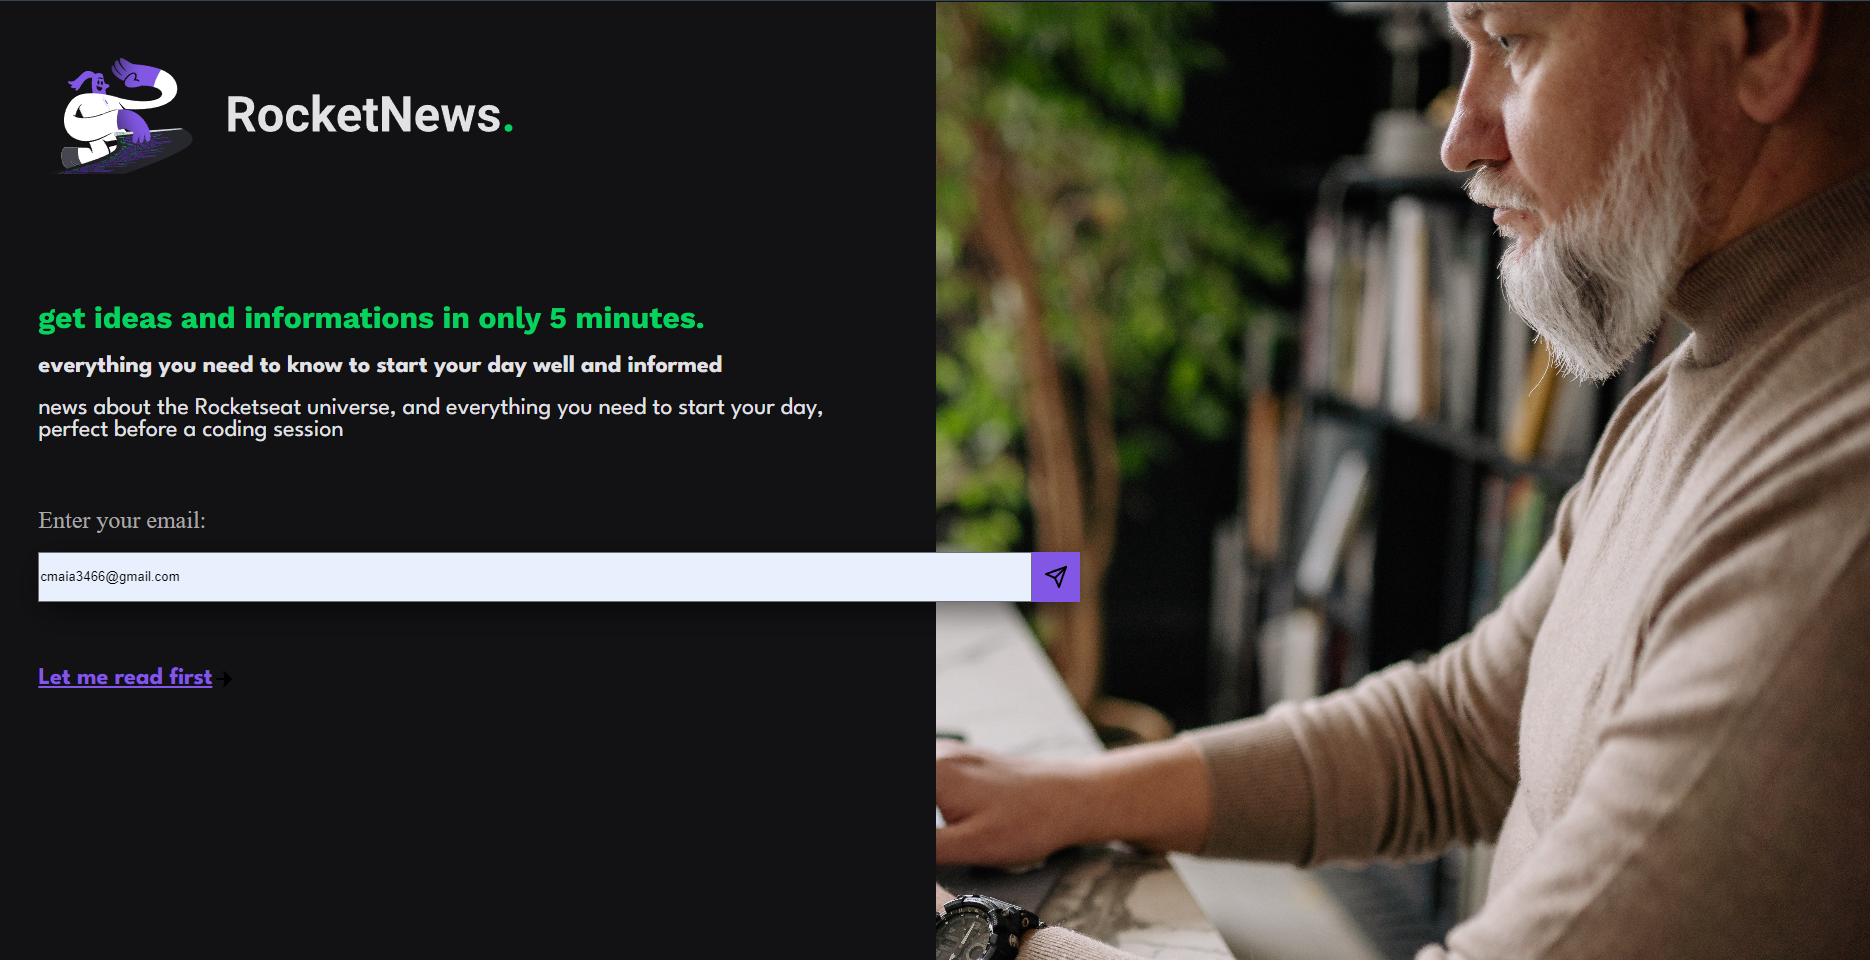 RocketNews.
get ideas and informations in only 5 minutes.
everything you need to know to start your day well and informed
news about the Rocketseat universe, and everything you need to start your day,
perfect before a coding session
Enter your email:
cmaia3466@gmail.com
Let me read first